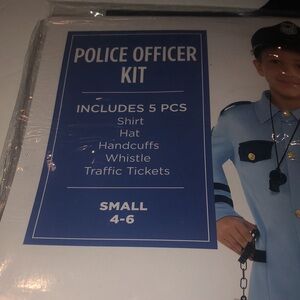 POLICE OFFICER
KIT
INCLUDES 5 PCS
Shirt
Hat
Handcuffs
Whistle
Traffic Tickets
SMALL
4-6